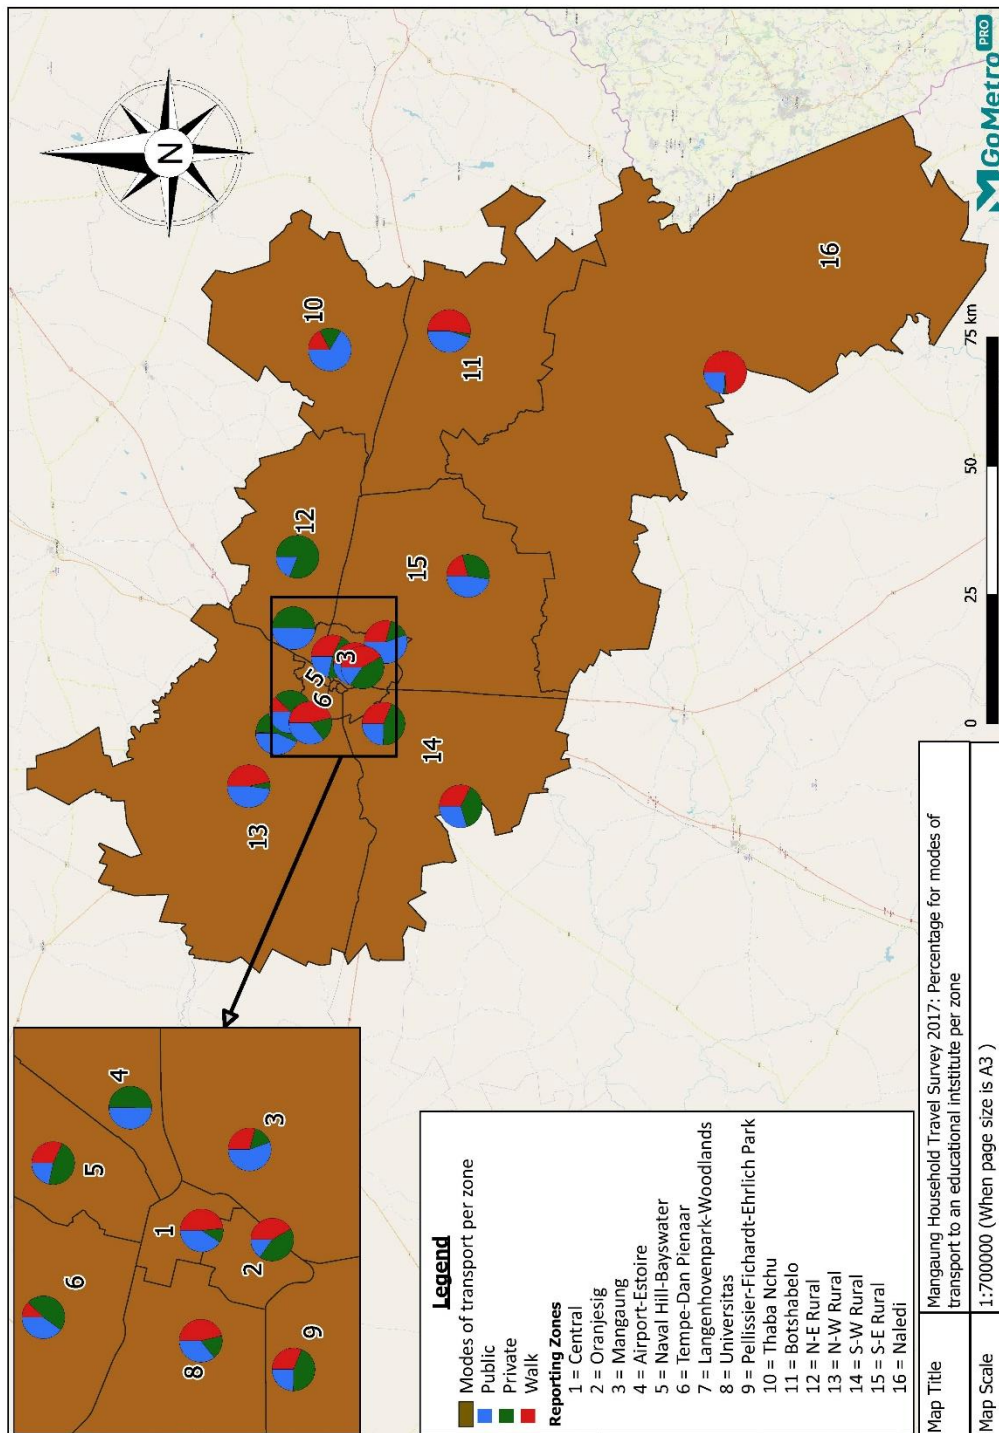 N
10
12
16
11
15
5
3
6
13
14
4
5
3
1
2
6
8
9
0
25
50
75 km
Legend
Modes of transport per zone
Public
Private
Walk
Reporting Zones
1 = Central
2 = Oranjesig
3 = Mangaung
4 = Airport-Estoire
5 = Naval Hill-Bayswater
6 = Tempe-Dan Pienaar
7 = Langenhovenpark-Woodlands
8 = Universitas
9 = Pellissier-Fichardt-Ehrlich Park
10 = Thaba Nchu
11 = Botshabelo
12 = N-E Rural
13 = N-W Rural
14 = S-W Rural
15 = S-E Rural
16 = Naledi
Map Title
Mangaung Household Travel Survey 2017: Percentage for modes of
transport to an educational intstitute per zone
Map Scale
1:700000 (When page size is A3 )
GoMetro PRO